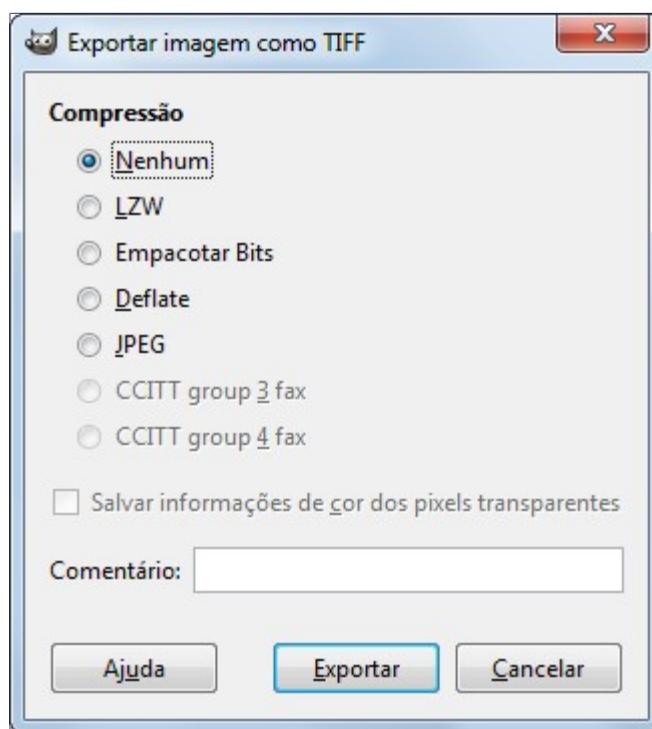 Exportar imagem como TIFF
Compressão
Nenhum
LZW
Empacotar Bits
Deflate
JPEG
CCITT group 3 fax
CCITT group 4 fax
Salvar informações de cor dos pixels transparentes
Comentário:
Ajuda Exportar Cancelar